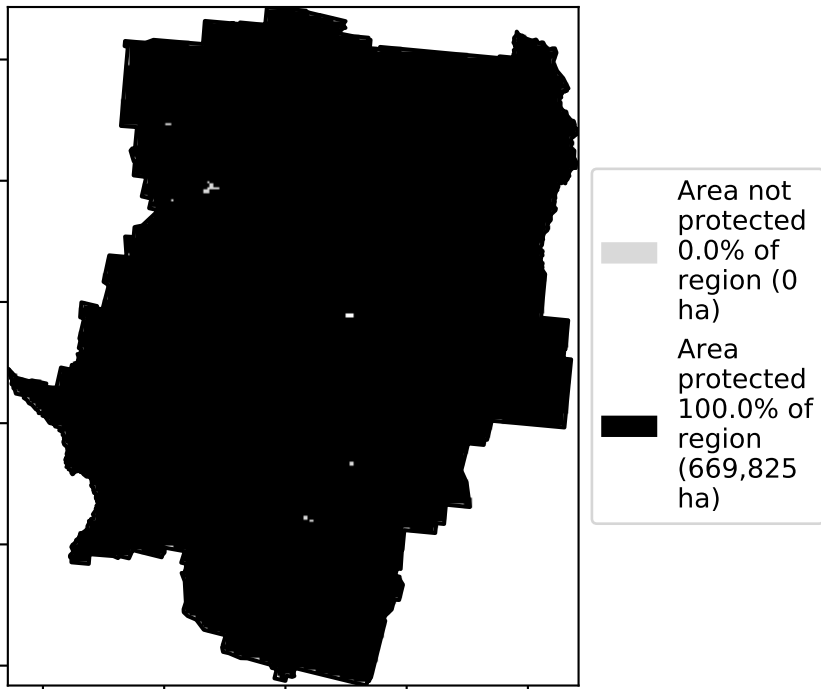 Area not
protected
0.0% of
region (0
ha)
Area
protected
100.0% of
region
(669,825
ha)